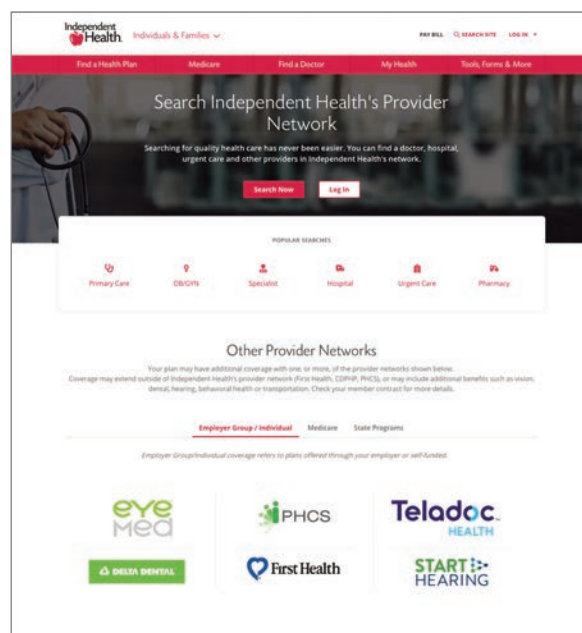 Independent
Health.
Individuals & Families
PAY BILL
SEARCH SITE
LOG IN
Find a Health Plan
Medicare
Find a Doctor
My Health
Tools, Forms & More
Search Independent Health's Provider
Network
Searching for quality health care has never been easier. You can find a doctor, hospital,
urgent care and other providers in Independent Health's network.
Search Now
Log In
POPULAR SEARCHES
Primary Care
OB/GYN
Specialist
Hospital
Urgent Care
Pharmacy
Other Provider Networks
Your plan may have additional coverage with one, or more, of the provider networks shown below.
Coverage may extend outside of Independent Health's provider network (First Health, CDPHP, PHCS), or may include additional benefits such as vision,
dental, hearing, behavioral health or transportation. Check your member contract for more details.
Employer Group / Individual
Medicare
State Programs
Employer Group/Individual coverage refers to plans offered through your employer or self-funded.
eye
Med
PHCS
Teladoc
HEALTH
DELTA DENTAL
First Health
START
HEARING